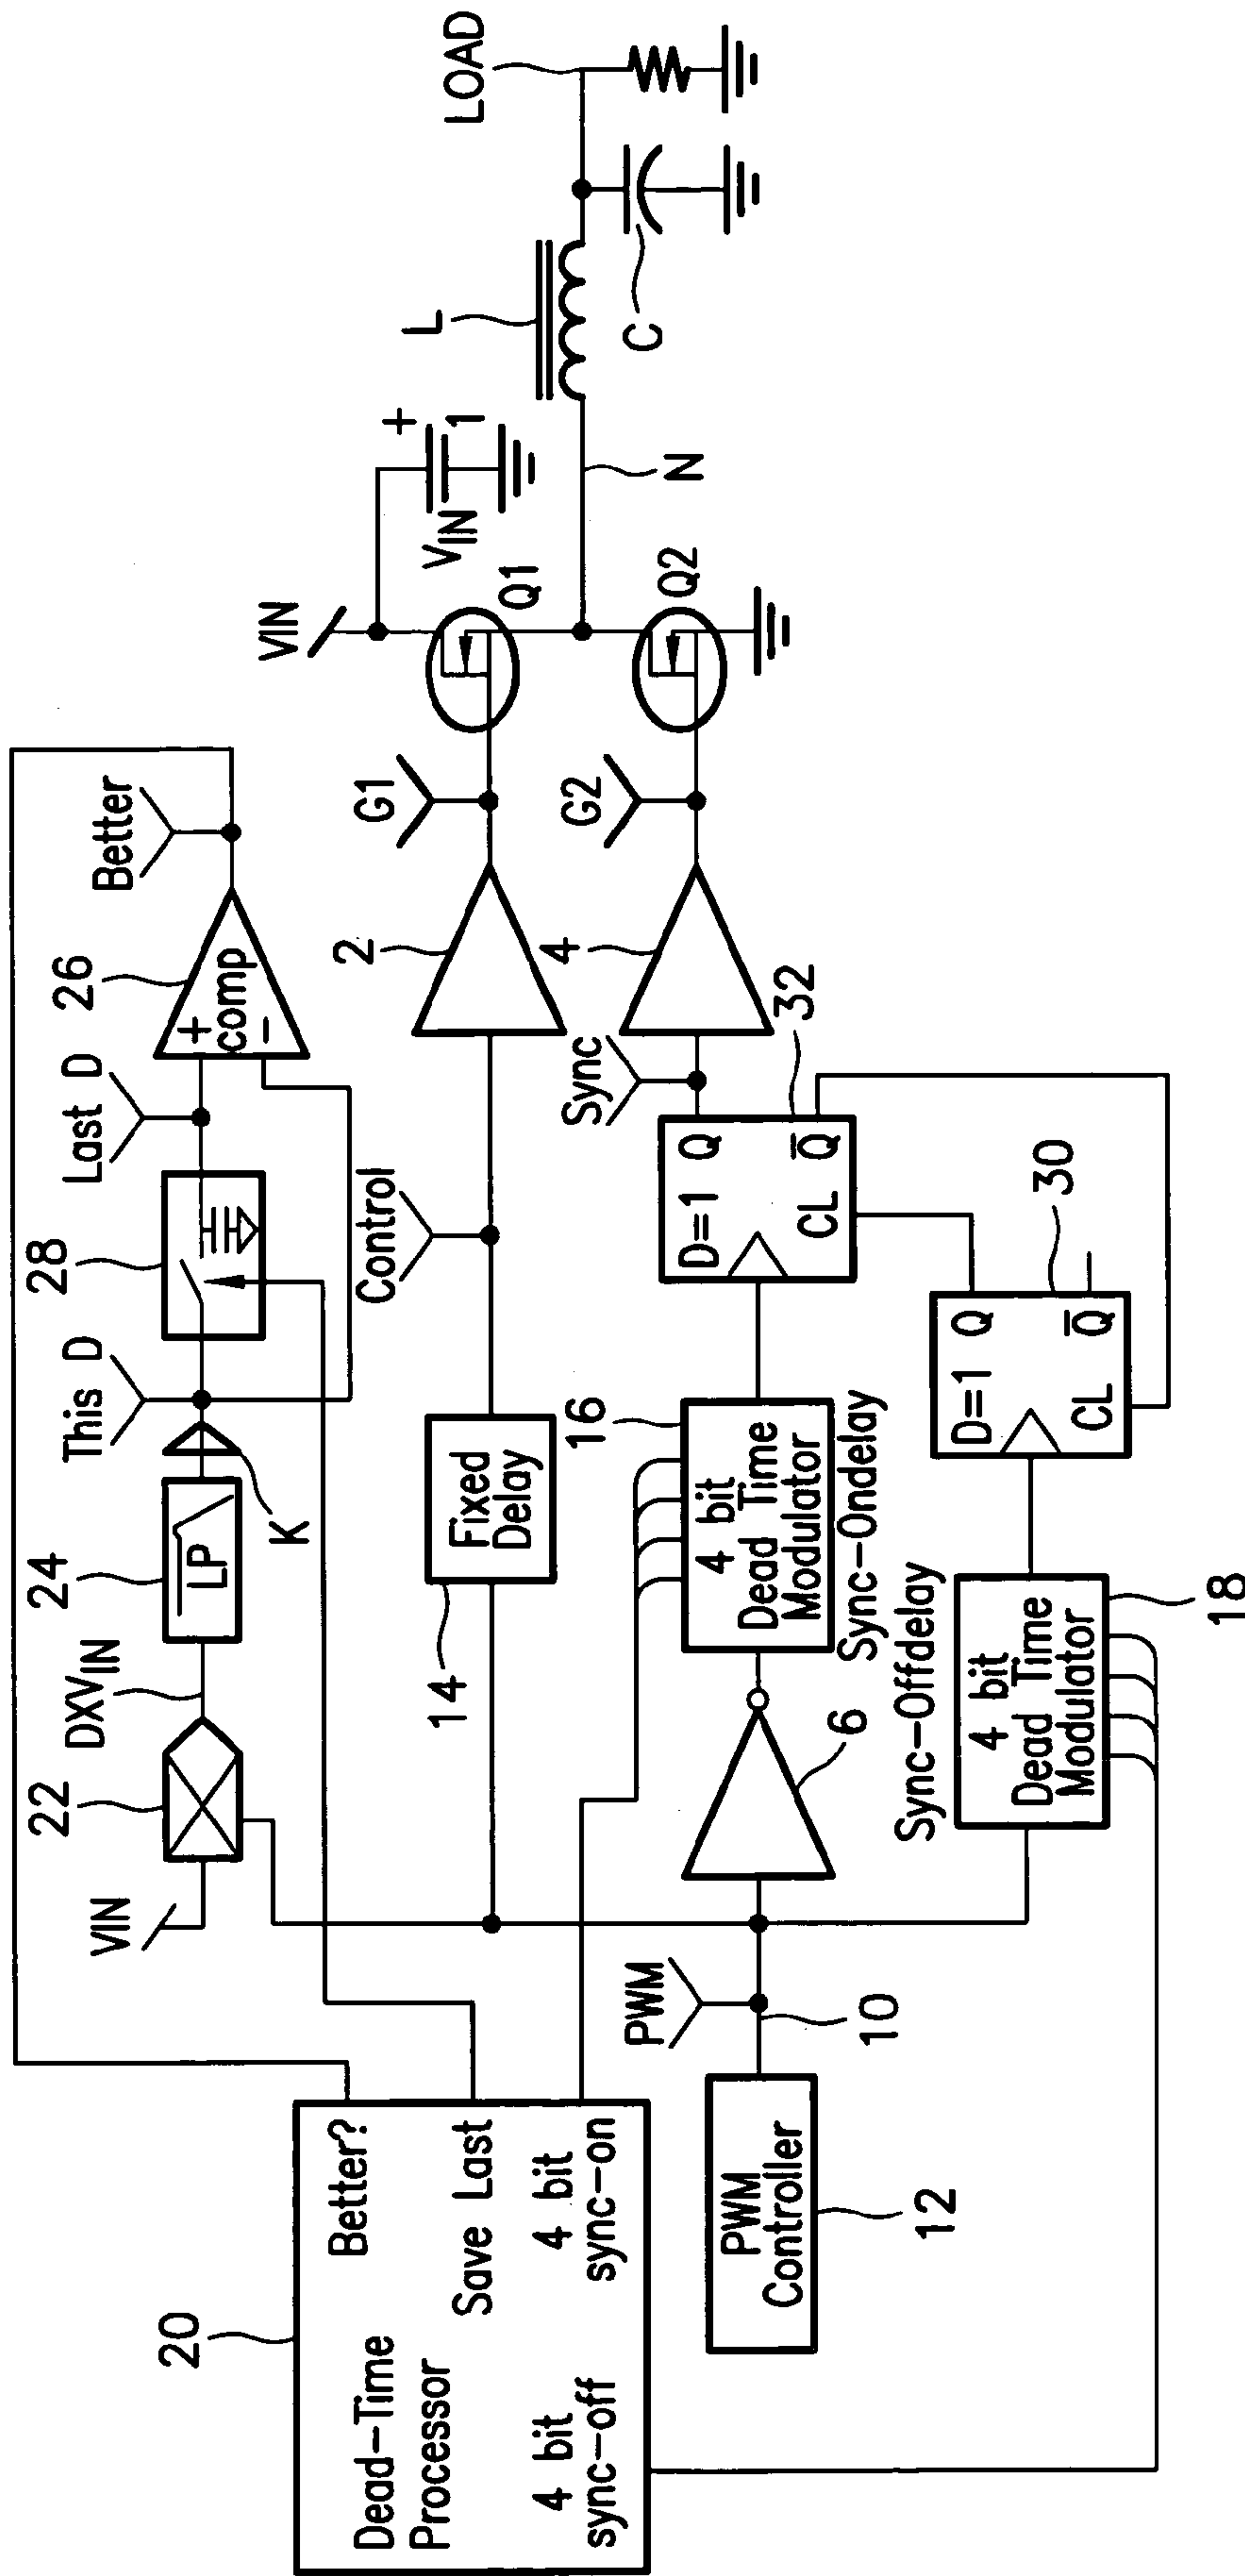 20
Dead-Time
Processor
Better?
Save Last
4 bit
sync-on
4 bit
sync-off
VIN
22
DXVIN
24
LP
K
This D
28
Last D
26
+
comp
-
Better
PWM
Controller
12
PWM
10
14
Fixed
Delay
Control
2
G1
VIN
VIN
+
1
Q1
N
L
C
LOAD
6
16
4 bit
Dead Time
Modulator
Sync-Ondelay
D=1
Q
Q
CL
32
Sync
4
G2
Q2
Sync-Offdelay
4 bit
Dead Time
Modulator
18
D=1
Q
Q
CL
30